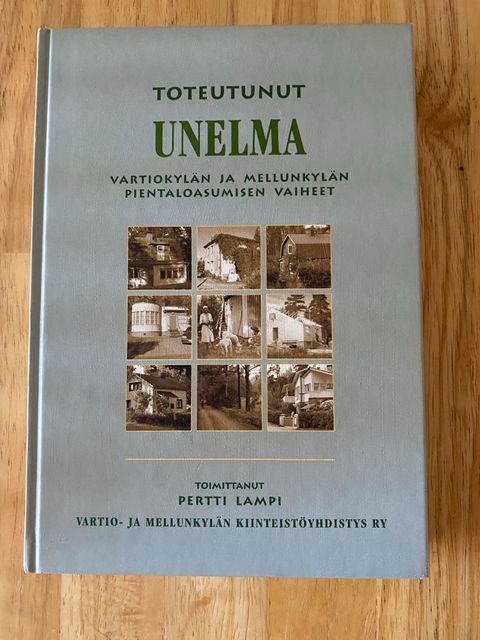 TOTEUTUNUT
UNELMA
VARTIOKYLÄN JA MELLUNKYLÄN
PIENTALOASUMISEN VAIHEET
TOIMITTANUT
PERTTI LAMPI
VARTIO- JA MELLUNKYLÄN KIINTEISTÖYHDISTYS RY